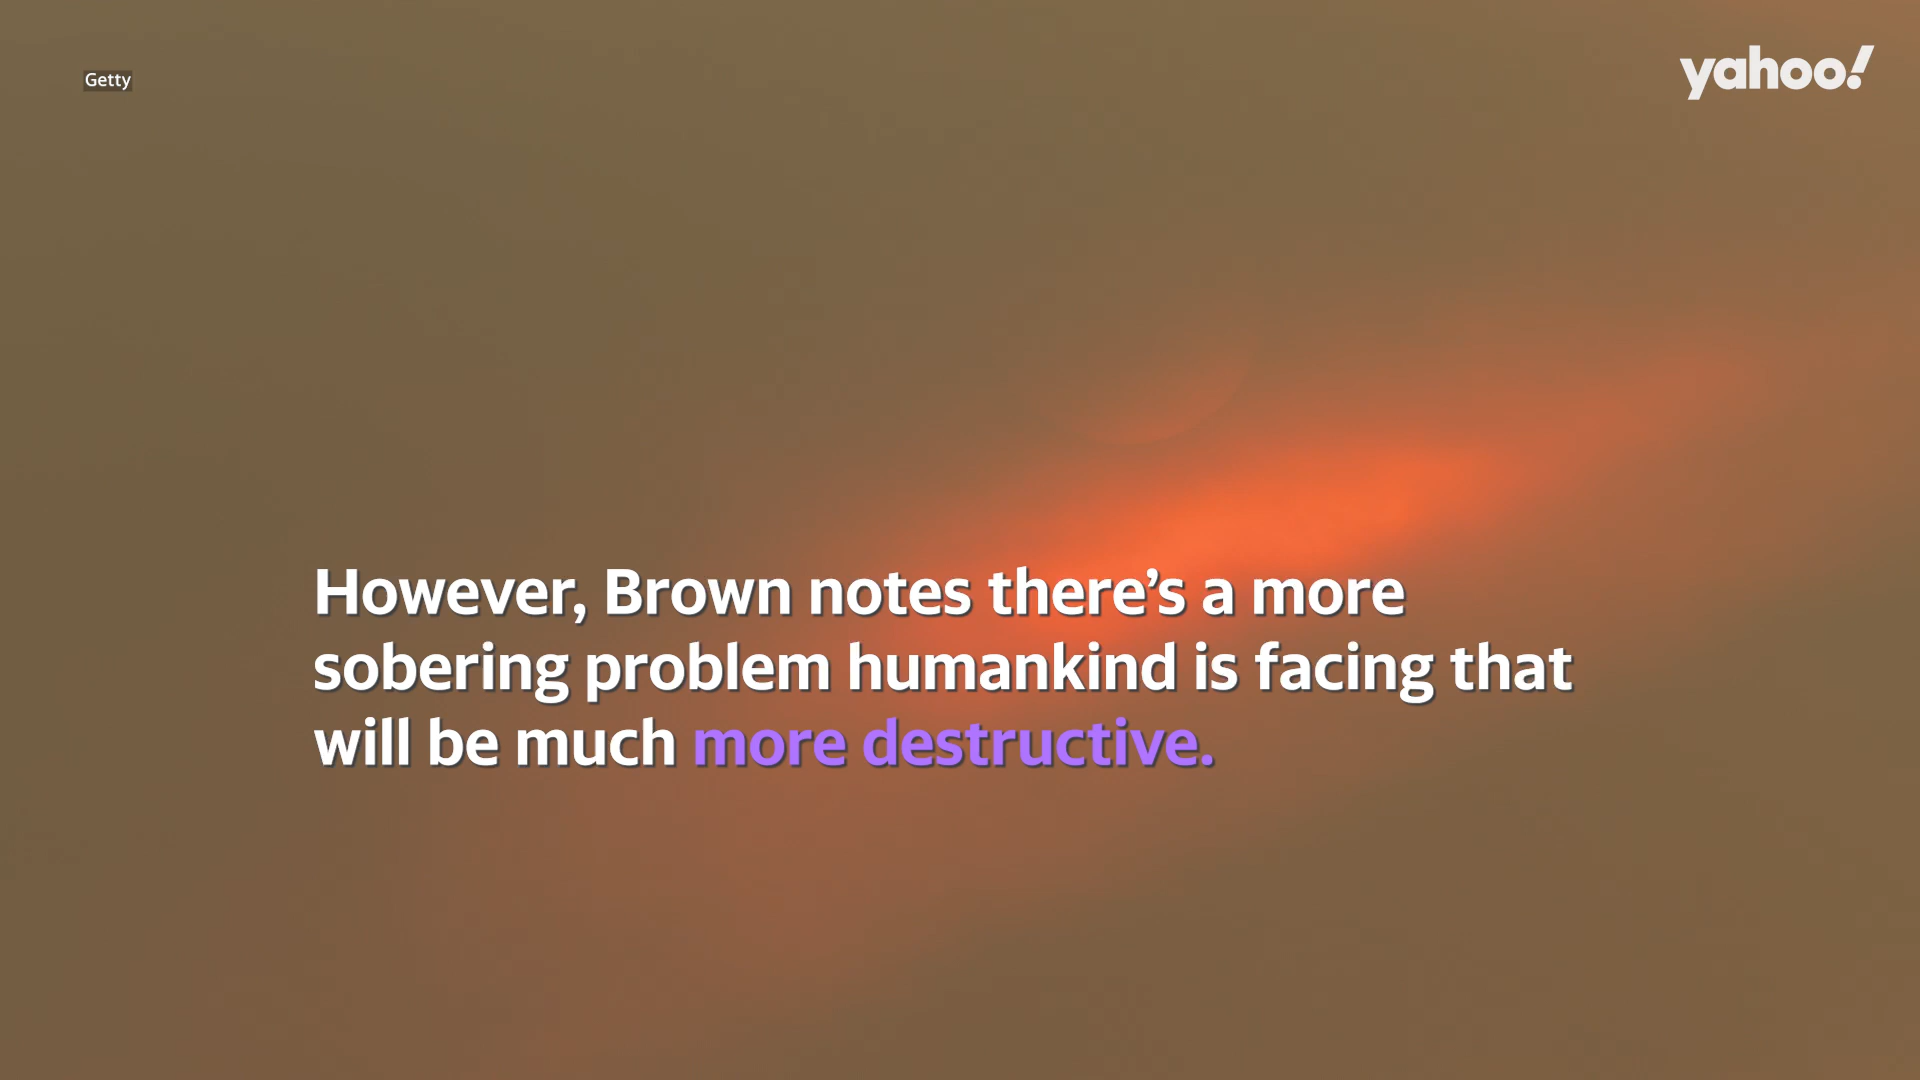 Getty
yahoo!
However, Brown notes there’s a more
sobering problem humankind is facing that
will be much more destructive.